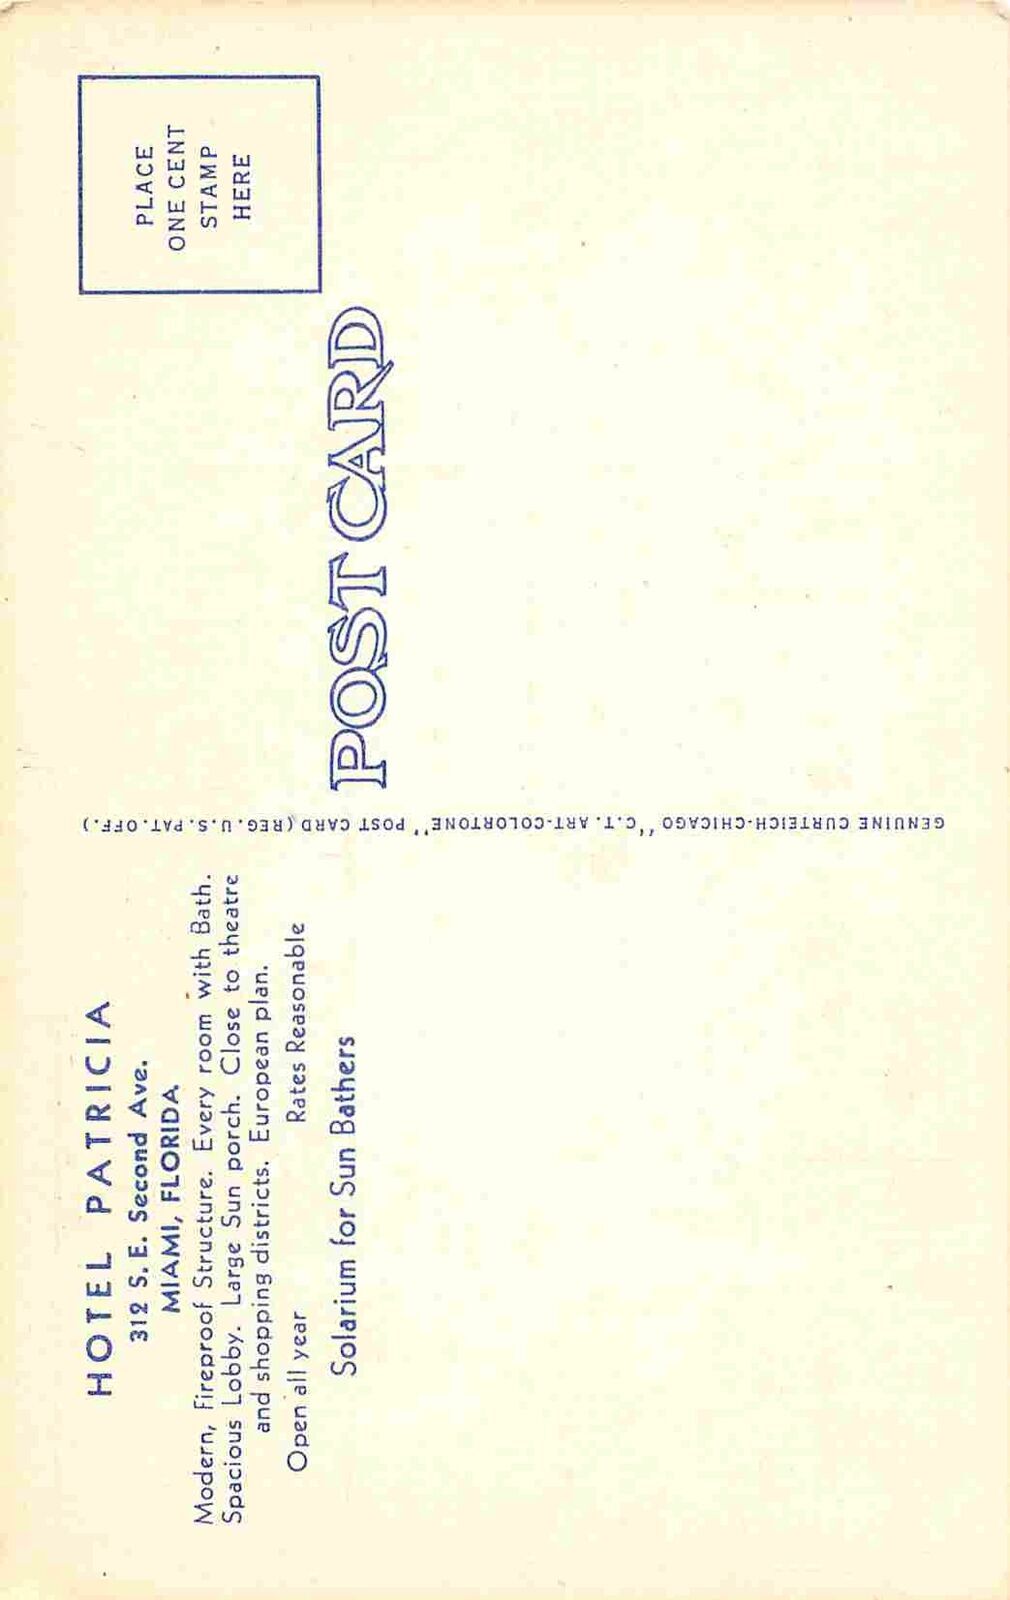 HOTEL PATRICIA
312 S. E. Second Ave.
MIAMI, FLORIDA
Modern, Fireproof Structure. Every room with Bath.
Spacious Lobby. Large Sun porch. Close to theatre
and shopping districts. European plan.
Open all year Rates Reasonable
Solarium for Sun Bathers
GENUINE CURTEICH-CHICAGO "C.T. ART-COLORTONE" POST CARD (REG. U.S. PAT. OFF.)
POST CARD
PLACE
ONE CENT
STAMP
HERE